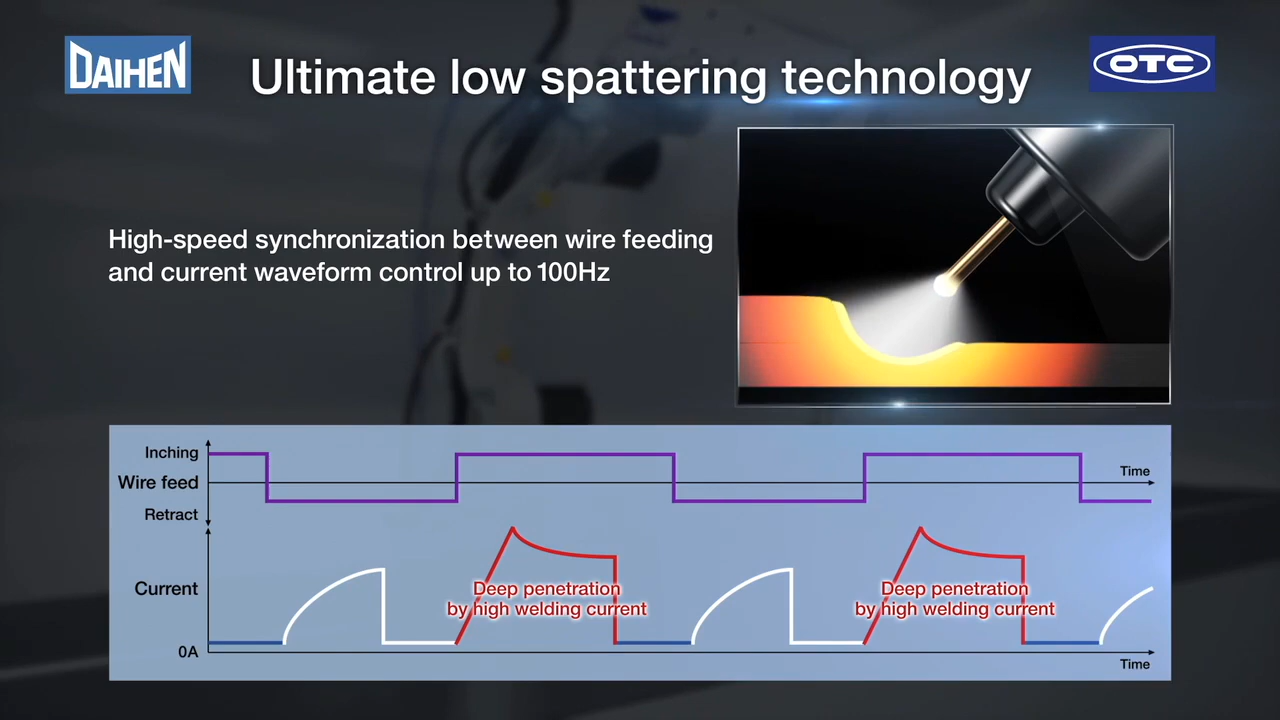 DAIHEN
Ultimate low spattering technology
OTC
High-speed synchronization between wire feeding
and current waveform control up to 100Hz
Inching
Wire feed
Retract
Time
Current
Deep penetration
by high welding current
Deep penetration
by high welding current
0A
Time